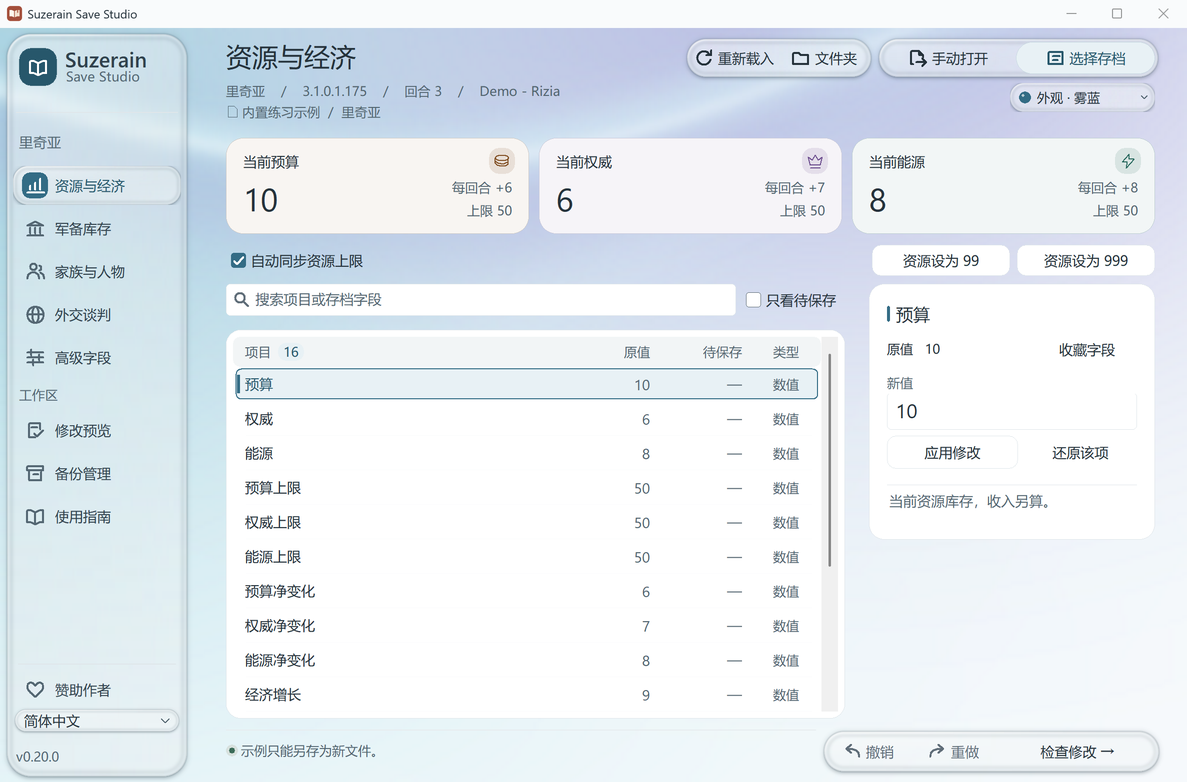 Suzerain Save Studio
Suzerain
Save Studio
里奇亚
资源与经济
军备库存
家族与人物
外交谈判
高级字段
工作区
修改预览
备份管理
使用指南
赞助作者
简体中文
v0.20.0
资源与经济
里奇亚 / 3.1.0.1.175 / 回合 3 / Demo - Rizia
内置练习示例 / 里奇亚
重新载入 文件夹
手动打开 选择存档
外观 · 雾蓝
当前预算
10
每回合 +6
上限 50
当前权威
6
每回合 +7
上限 50
当前能源
8
每回合 +8
上限 50
自动同步资源上限
资源设为 99 资源设为 999
搜索项目或存档字段
只看待保存
项目 16 原值 待保存 类型
预算 10 — 数值
权威 6 — 数值
能源 8 — 数值
预算上限 50 — 数值
权威上限 50 — 数值
能源上限 50 — 数值
预算净变化 6 — 数值
权威净变化 7 — 数值
能源净变化 8 — 数值
经济增长 9 — 数值
预算
原值 10 收藏字段
新值
10
应用修改 还原该项
当前资源库存，收入另算。
示例只能另存为新文件。
撤销 重做 检查修改 →